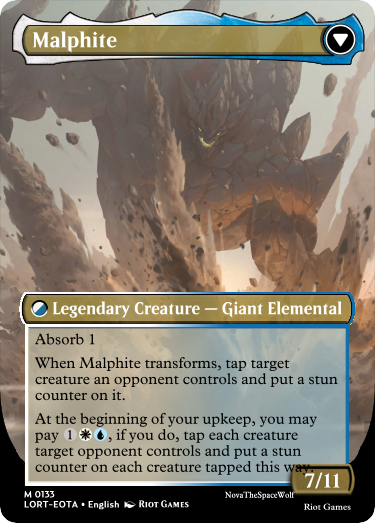 Malphite
Legendary Creature — Giant Elemental
Absorb 1
When Malphite transforms, tap target
creature an opponent controls and put a stun
counter on it.
At the beginning of your upkeep, you may
pay 1, if you do, tap each creature
target opponent controls and put a stun
counter on each creature tapped this way.
7/11
M 0133
LORT-EOTA • English Riot Games
NovaTheSpaceWolf
Riot Games